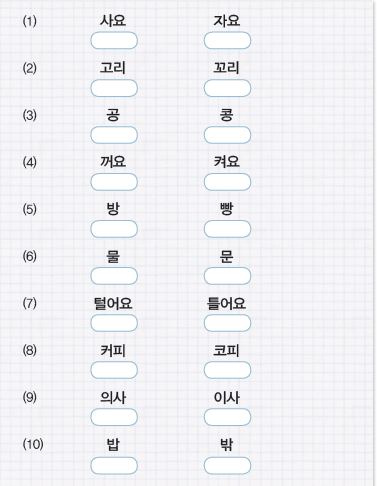 (1) 사요 자요
(2) 고리 꼬리
(3) 공 콩
(4) 꺼요 켜요
(5) 방 빵
(6) 물 문
(7) 털어요 틀어요
(8) 커피 코피
(9) 의사 이사
(10) 밥 밖